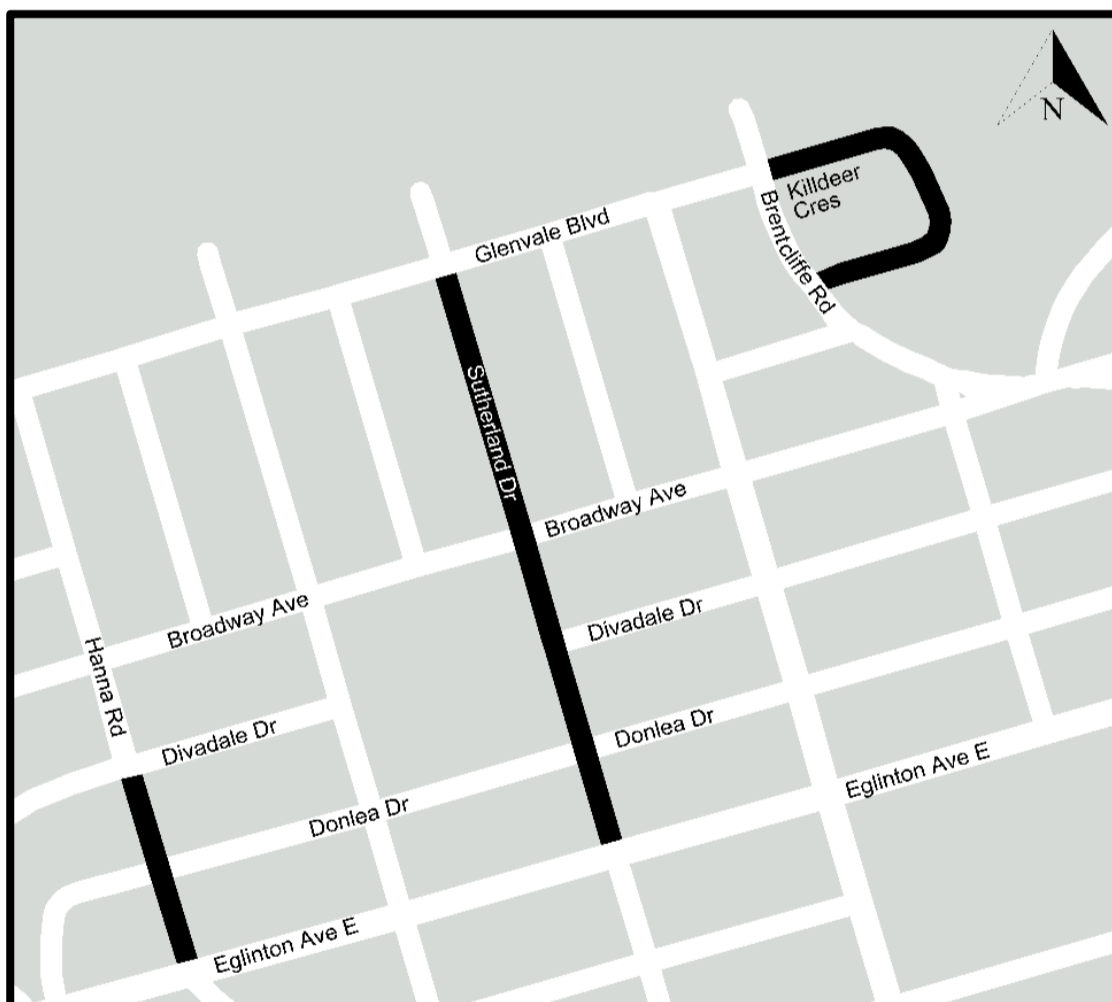 N
Killdeer
Cres
Brentcliffe Rd
Glenvale Blvd
Sutherland Dr
Broadway Ave
Broadway Ave
Divadale Dr
Hanna Rd
Divadale Dr
Donlea Dr
Donlea Dr
Eglinton Ave E
Eglinton Ave E